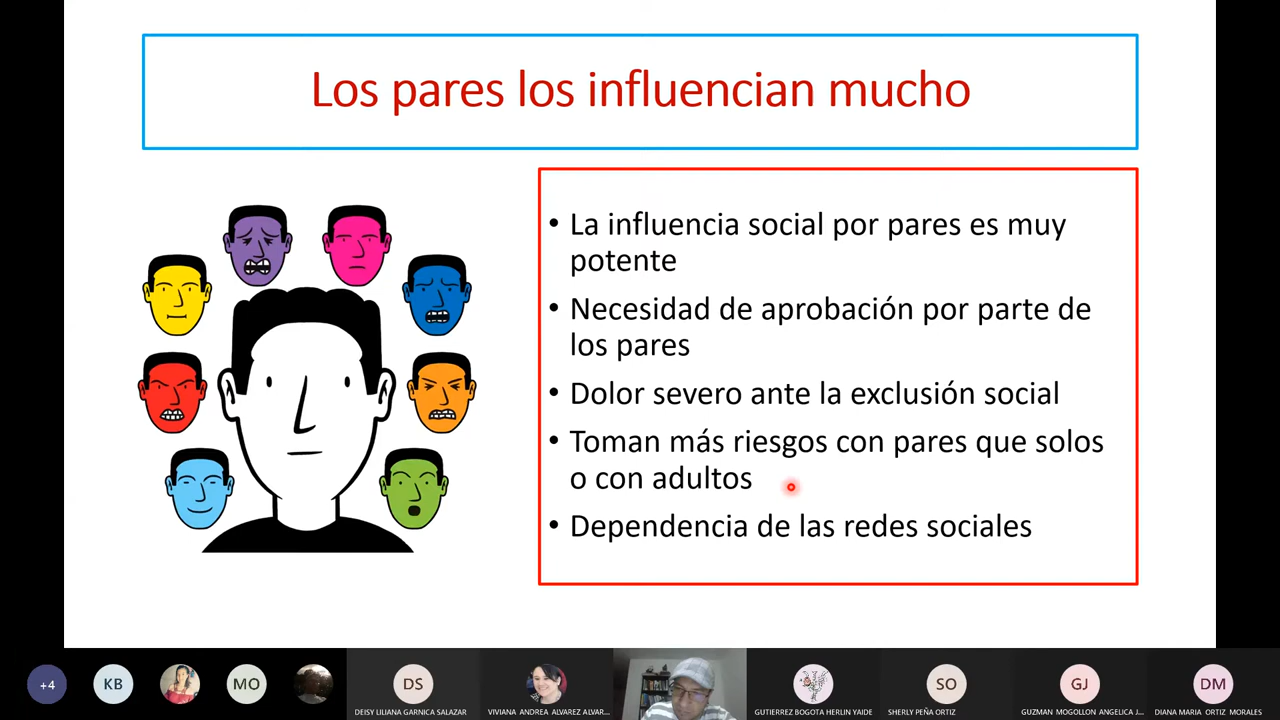 Los pares los influencian mucho
• La influencia social por pares es muy
potente
• Necesidad de aprobación por parte de
los pares
• Dolor severo ante la exclusión social
• Toman más riesgos con pares que solos
o con adultos
• Dependencia de las redes sociales
+4
KB
MO
DS
SO
GJ
DM
DEISY LILIANA GARNICA SALAZAR
VIVIANA ANDREA ALVAREZ ALVAR...
GUTIERREZ BOGOTA HERLIN YAIDE
SHERLY PEÑA ORTIZ
GUZMAN MOGOLLON ANGELICA J...
DIANA MARIA ORTIZ MORALES